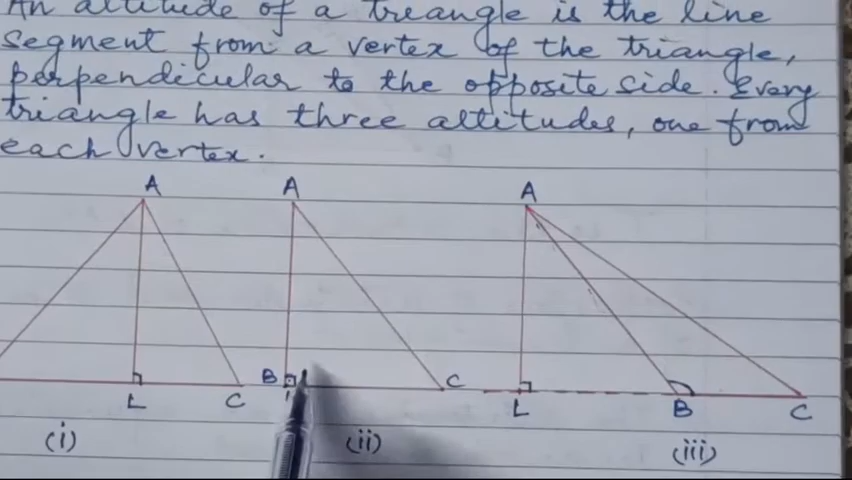 An altitude of a triangle is the line
segment from a vertex of the triangle,
perpendicular to the opposite side. Every
triangle has three altitudes, one from
each vertex.
A A A
B C
L C L B C
(i) (ii) (iii)